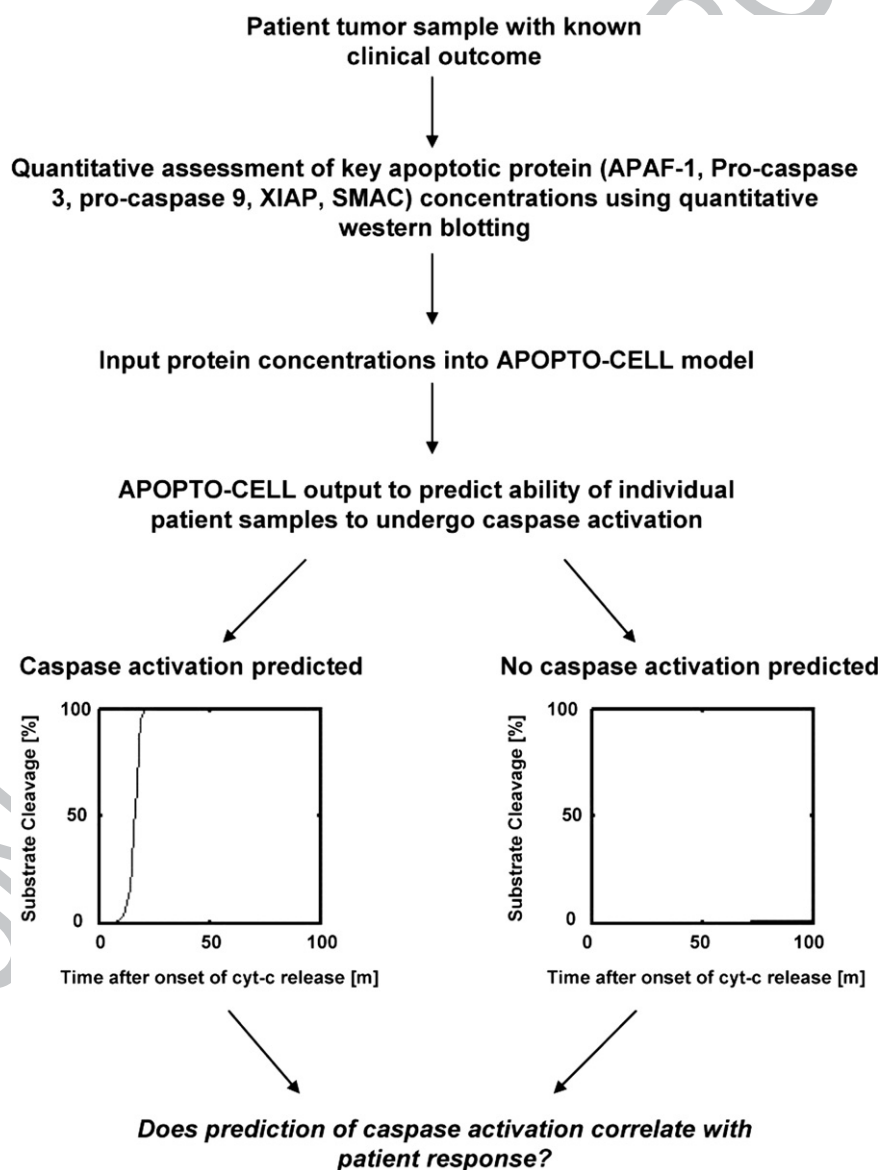 Patient tumor sample with known
clinical outcome
Quantitative assessment of key apoptotic protein (APAF-1, Pro-caspase
3, pro-caspase 9, XIAP, SMAC) concentrations using quantitative
western blotting
Input protein concentrations into APOPTO-CELL model
APOPTO-CELL output to predict ability of individual
patient samples to undergo caspase activation
Caspase activation predicted
100
50
0
Substrate Cleavage [%]
0 50 100
Time after onset of cyt-c release [m]
No caspase activation predicted
100
50
0
Substrate Cleavage [%]
0 50 100
Time after onset of cyt-c release [m]
Does prediction of caspase activation correlate with
patient response?